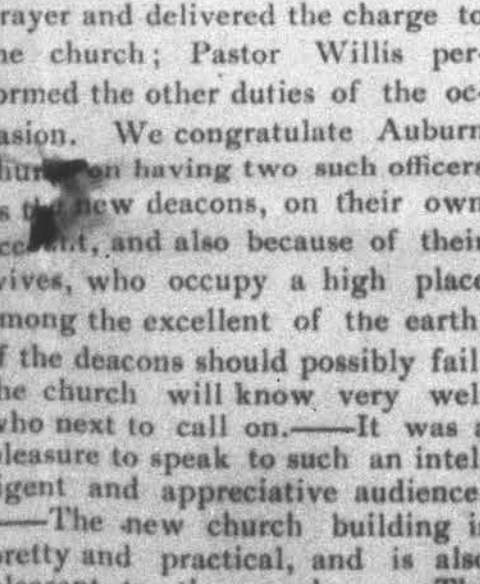 rayer and delivered the charge to
he church; Pastor Willis per-
ormed the other duties of the oc-
asion. We congratulate Auburn
on having two such officers
s the new deacons, on their own
and also because of their
vives, who occupy a high place
mong the excellent of the earth
f the deacons should possibly fail
he church will know very wel
vho next to call on.——It was a
leasure to speak to such an intel
igent and appreciative audience
——The new church building i
pretty and practical, and is also